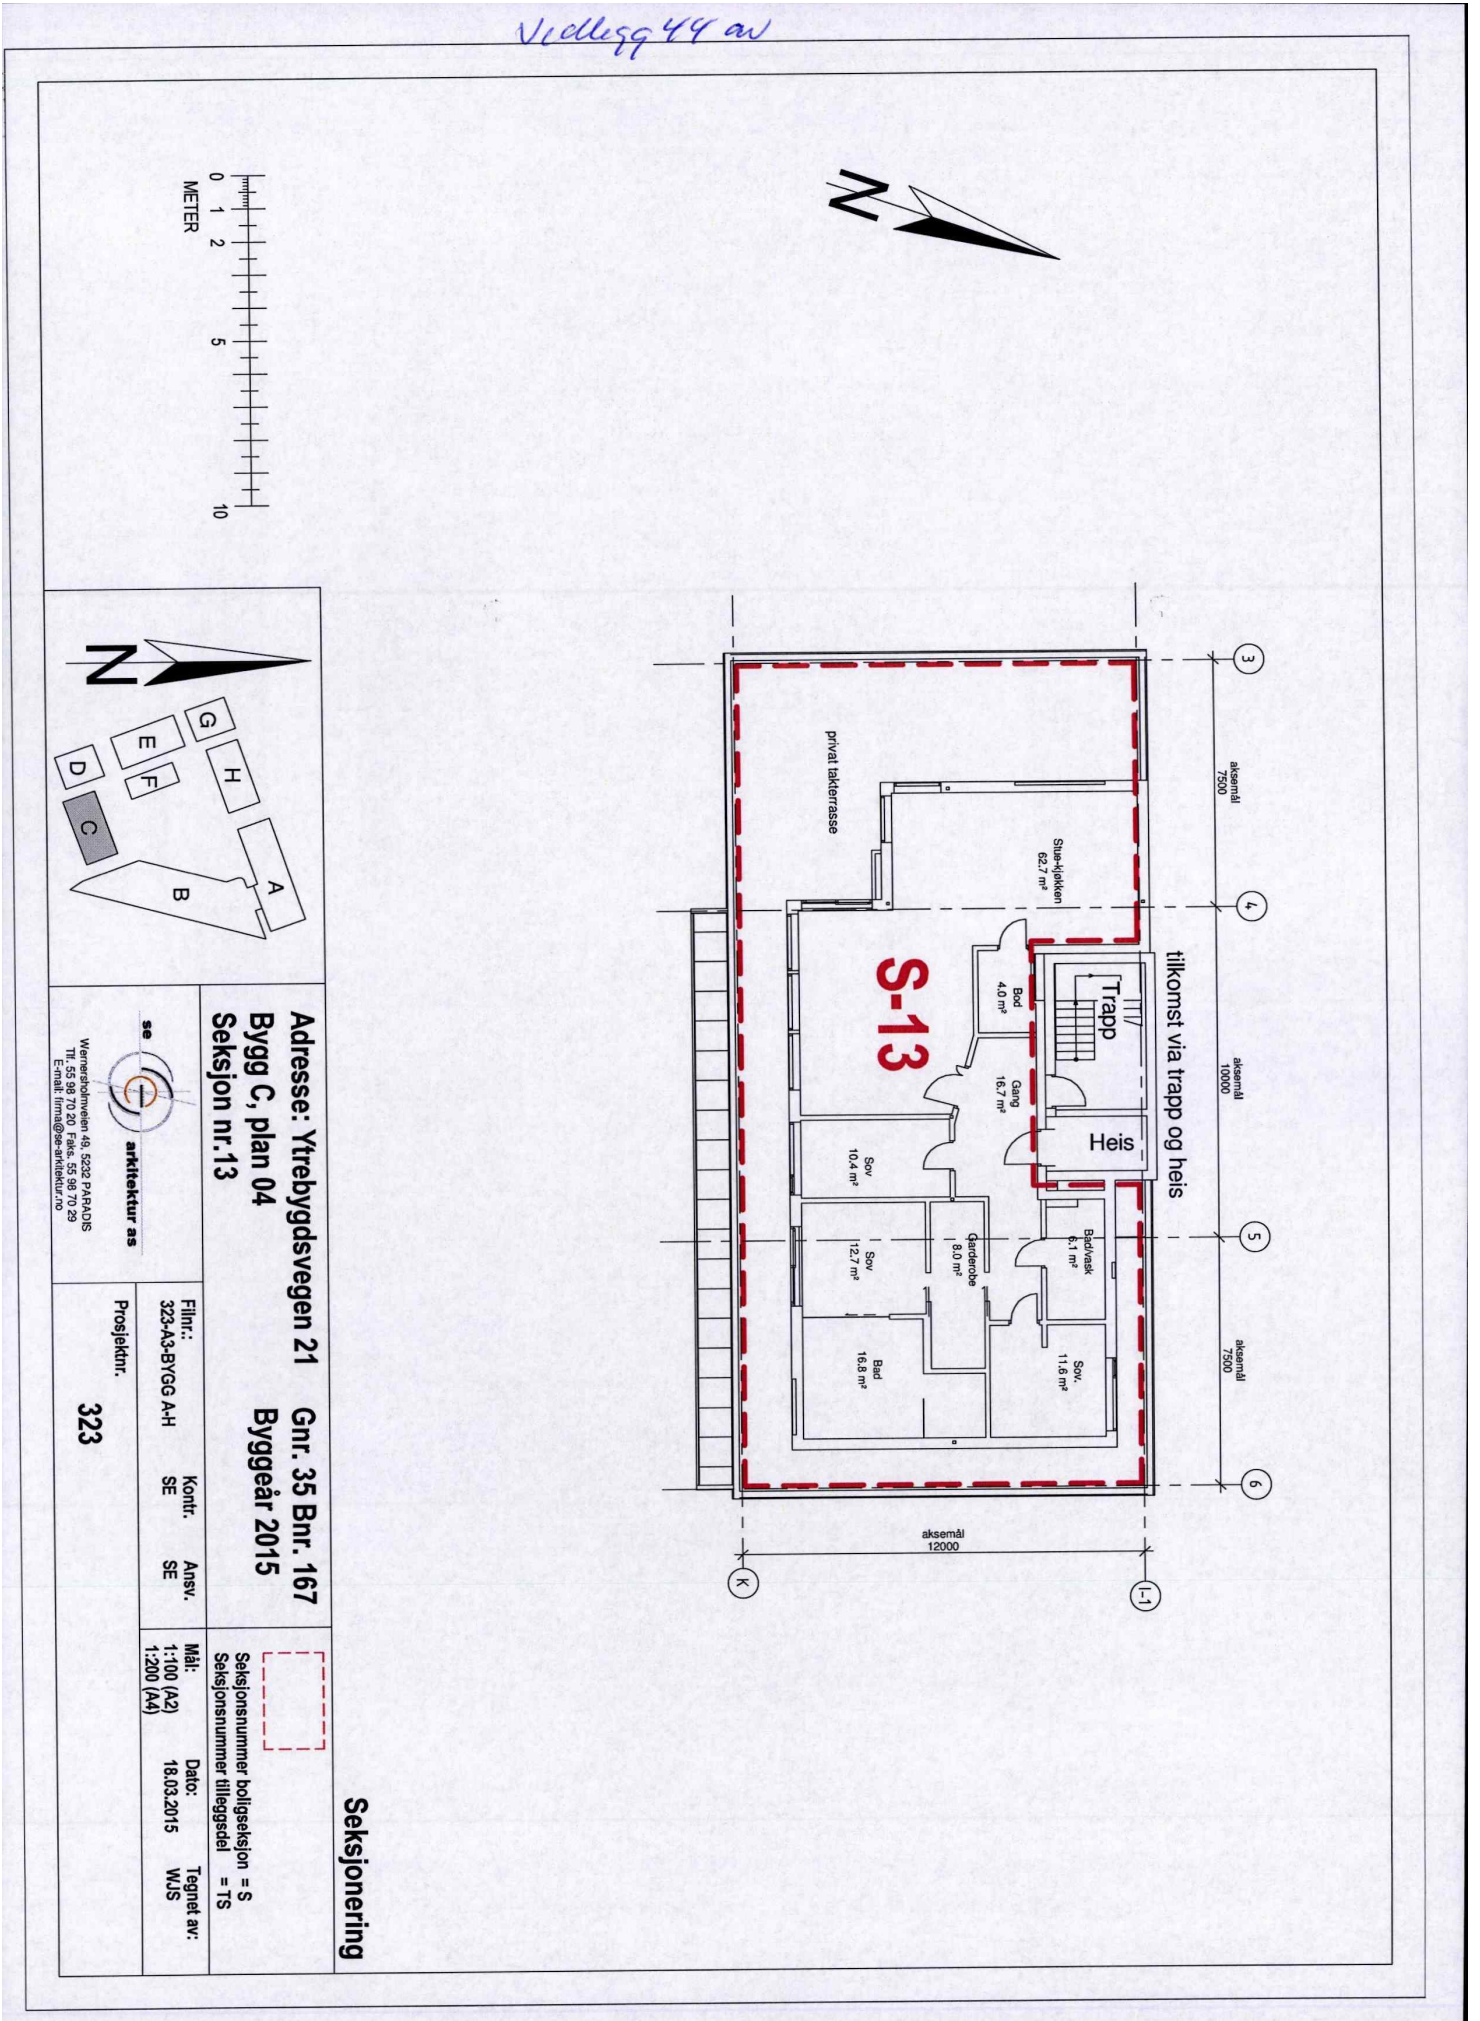 Vedlegg 44 av
N
0 1 2 5 10
METER
3
4
5
6
aksemål
7500
aksemål
10000
aksemål
7500
tilkomst via trapp og heis
Trapp
Heis
privat takterrasse
Stue-kjøkken
62.7 m²
Bod
4.0 m²
S-13
Gang
16.7 m²
Sov
10.4 m²
Bad/vask
6.1 m²
Garderobe
8.0 m²
Sov
12.7 m²
Sov.
11.6 m²
Bad
16.8 m²
aksemål
12000
I-1
K
Seksjonering
N
G
H
A
E
F
D
C
B
Adresse: Ytrebygdsvegen 21 Gnr. 35 Bnr. 167
Bygg C, plan 04 Byggeår 2015
Seksjon nr.13
Seksjonsnummer boligseksjon = S
Seksjonsnummer tilleggsdel = TS
se arkitektur as
Wernersholmveien 49, 5232 PARADIS
Tlf. 55 98 70 20 Faks. 55 98 70 29
E-mail: firma@se-arkitektur.no
Filnr.: Kontr. Ansv.
323-A3-BYGG A-H SE SE
Mål: Dato: Tegnet av:
1:100 (A2) 18.03.2015 WJS
1:200 (A4)
Prosjektnr.
323